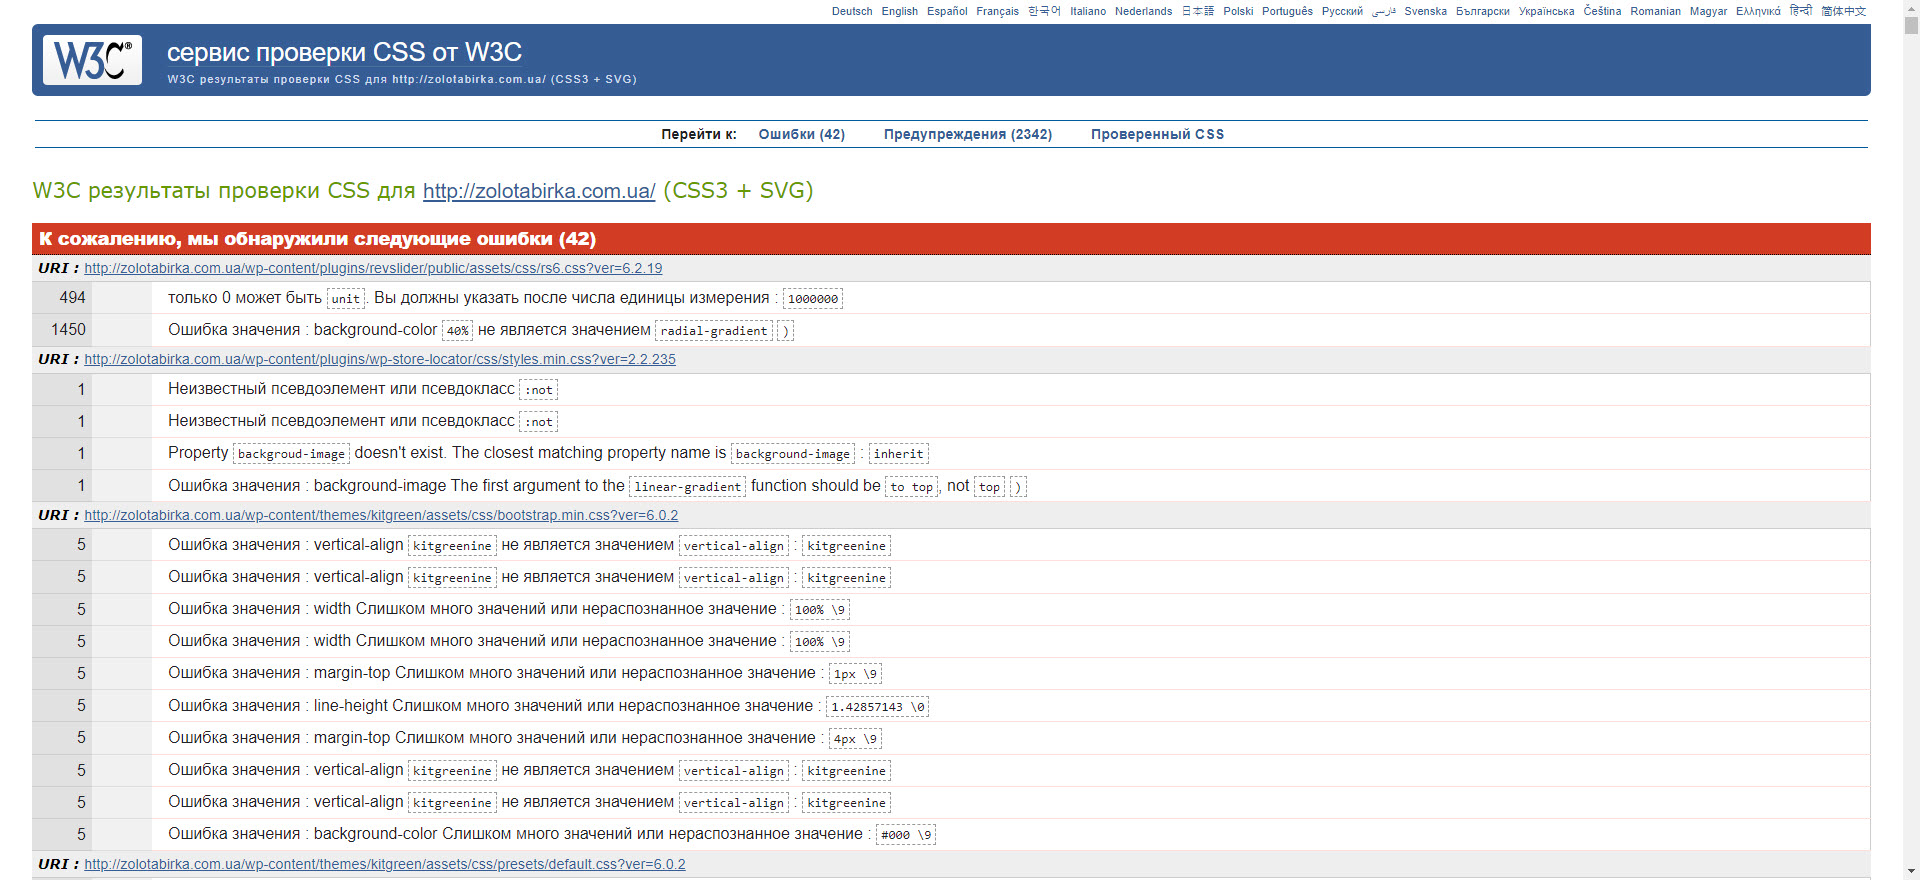 Deutsch English Español Français 한국어 Italiano Nederlands 日本語 Polski Português Русский فارسی Svenska Български Українська Čeština Romanian Magyar Ελληνικά हिन्दी 简体中文
W3C® сервис проверки CSS от W3C
W3C результаты проверки CSS для http://zolotabirka.com.ua/ (CSS3 + SVG)
Перейти к: Ошибки (42) Предупреждения (2342) Проверенный CSS
W3C результаты проверки CSS для http://zolotabirka.com.ua/ (CSS3 + SVG)
К сожалению, мы обнаружили следующие ошибки (42)
URI : http://zolotabirka.com.ua/wp-content/plugins/revslider/public/assets/css/rs6.css?ver=6.2.19
494 только 0 может быть unit. Вы должны указать после числа единицы измерения : 1000000
1450 Ошибка значения : background-color 40% не является значением radial-gradient )
URI : http://zolotabirka.com.ua/wp-content/plugins/wp-store-locator/css/styles.min.css?ver=2.2.235
1 Неизвестный псевдоэлемент или псевдокласс :not
1 Неизвестный псевдоэлемент или псевдокласс :not
1 Property backgroud-image doesn't exist. The closest matching property name is background-image : inherit
1 Ошибка значения : background-image The first argument to the linear-gradient function should be to top, not top )
URI : http://zolotabirka.com.ua/wp-content/themes/kitgreen/assets/css/bootstrap.min.css?ver=6.0.2
5 Ошибка значения : vertical-align kitgreenine не является значением vertical-align : kitgreenine
5 Ошибка значения : vertical-align kitgreenine не является значением vertical-align : kitgreenine
5 Ошибка значения : width Слишком много значений или нераспознанное значение : 100% \9
5 Ошибка значения : width Слишком много значений или нераспознанное значение : 100% \9
5 Ошибка значения : margin-top Слишком много значений или нераспознанное значение : 1px \9
5 Ошибка значения : line-height Слишком много значений или нераспознанное значение : 1.42857143 \0
5 Ошибка значения : margin-top Слишком много значений или нераспознанное значение : 4px \9
5 Ошибка значения : vertical-align kitgreenine не является значением vertical-align : kitgreenine
5 Ошибка значения : vertical-align kitgreenine не является значением vertical-align : kitgreenine
5 Ошибка значения : background-color Слишком много значений или нераспознанное значение : #000 \9
URI : http://zolotabirka.com.ua/wp-content/themes/kitgreen/assets/css/presets/default.css?ver=6.0.2